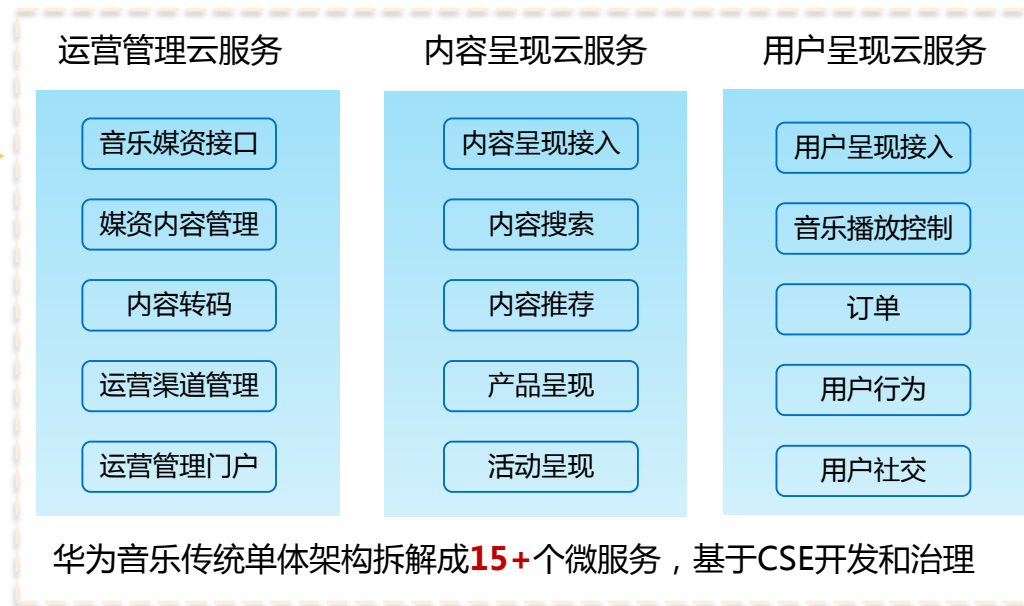 运营管理云服务
音乐媒资接口
媒资内容管理
内容转码
运营渠道管理
运营管理门户
内容呈现云服务
内容呈现接入
内容搜索
内容推荐
产品呈现
活动呈现
用户呈现云服务
用户呈现接入
音乐播放控制
订单
用户行为
用户社交
华为音乐传统单体架构拆解成15+个微服务，基于CSE开发和治理